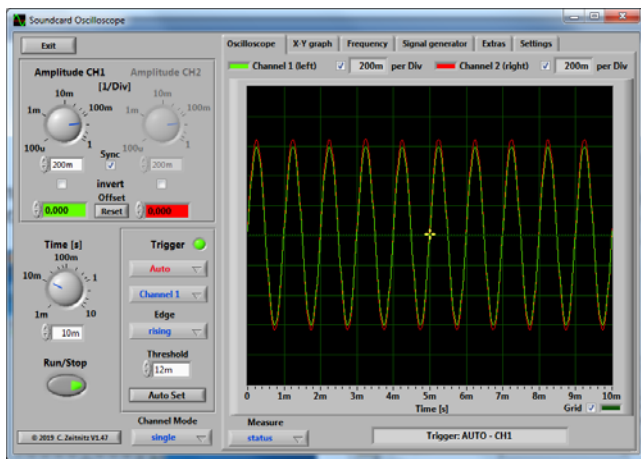 Soundcard Oscilloscope
Exit
Amplitude CH1 Amplitude CH2
[1/Div]
10m
1m 100m 1m
100u 1 1
200m Sync 200m
invert
Offset
0.000 Reset 0.000
Time [s]
100m
10m 1
1m 10
10m
Run/Stop
© 2019 C. Zeitnitz V1.47
Trigger
Auto
Channel 1
Edge
rising
Threshold
12m
Auto Set
Channel Mode
single
Oscilloscope X-Y graph Frequency Signal generator Extras Settings
Channel 1 (left) 200m per Div Channel 2 (right) 200m per Div
0 1m 2m 3m 4m 5m 6m 7m 8m 9m 10m
Time [s] Grid
Measure
status
Trigger: AUTO - CH1